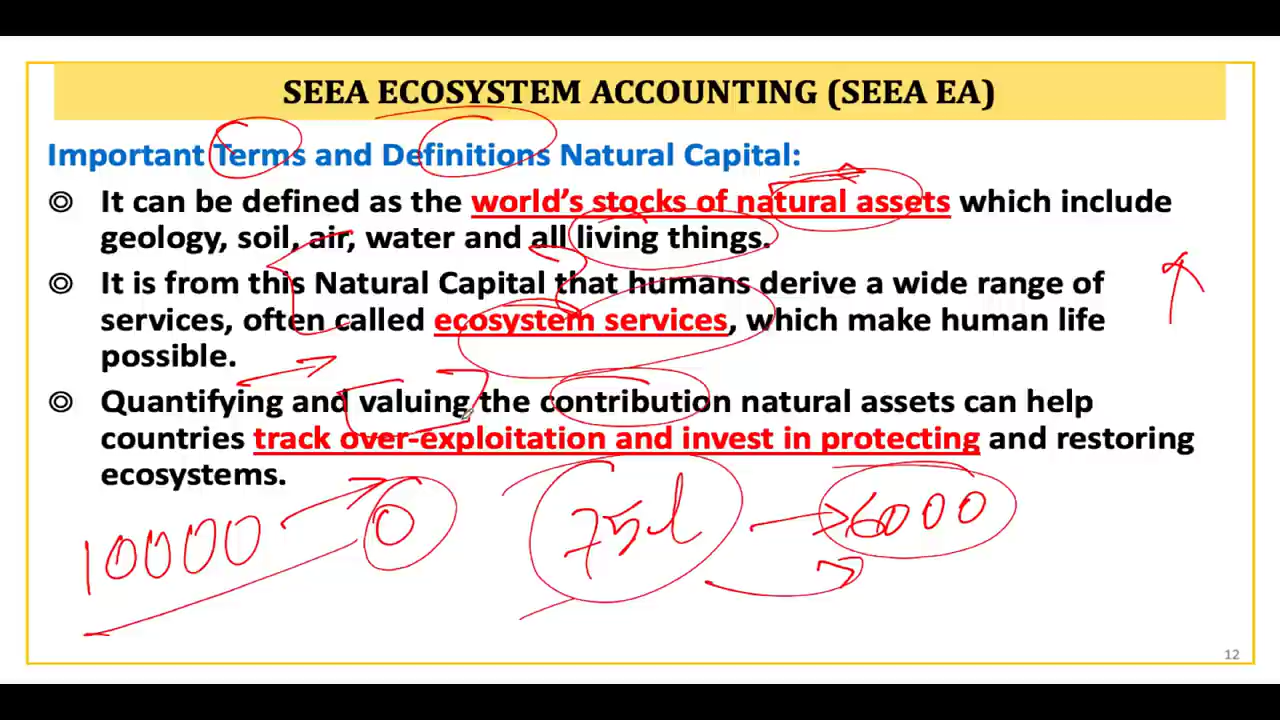 SEEA ECOSYSTEM ACCOUNTING (SEEA EA)
Important Terms and Definitions Natural Capital:
◎ It can be defined as the world's stocks of natural assets which include
geology, soil, air, water and all living things.
◎ It is from this Natural Capital that humans derive a wide range of
services, often called ecosystem services, which make human life
possible.
◎ Quantifying and valuing the contribution natural assets can help
countries track over-exploitation and invest in protecting and restoring
ecosystems.
10000 0 6000
12